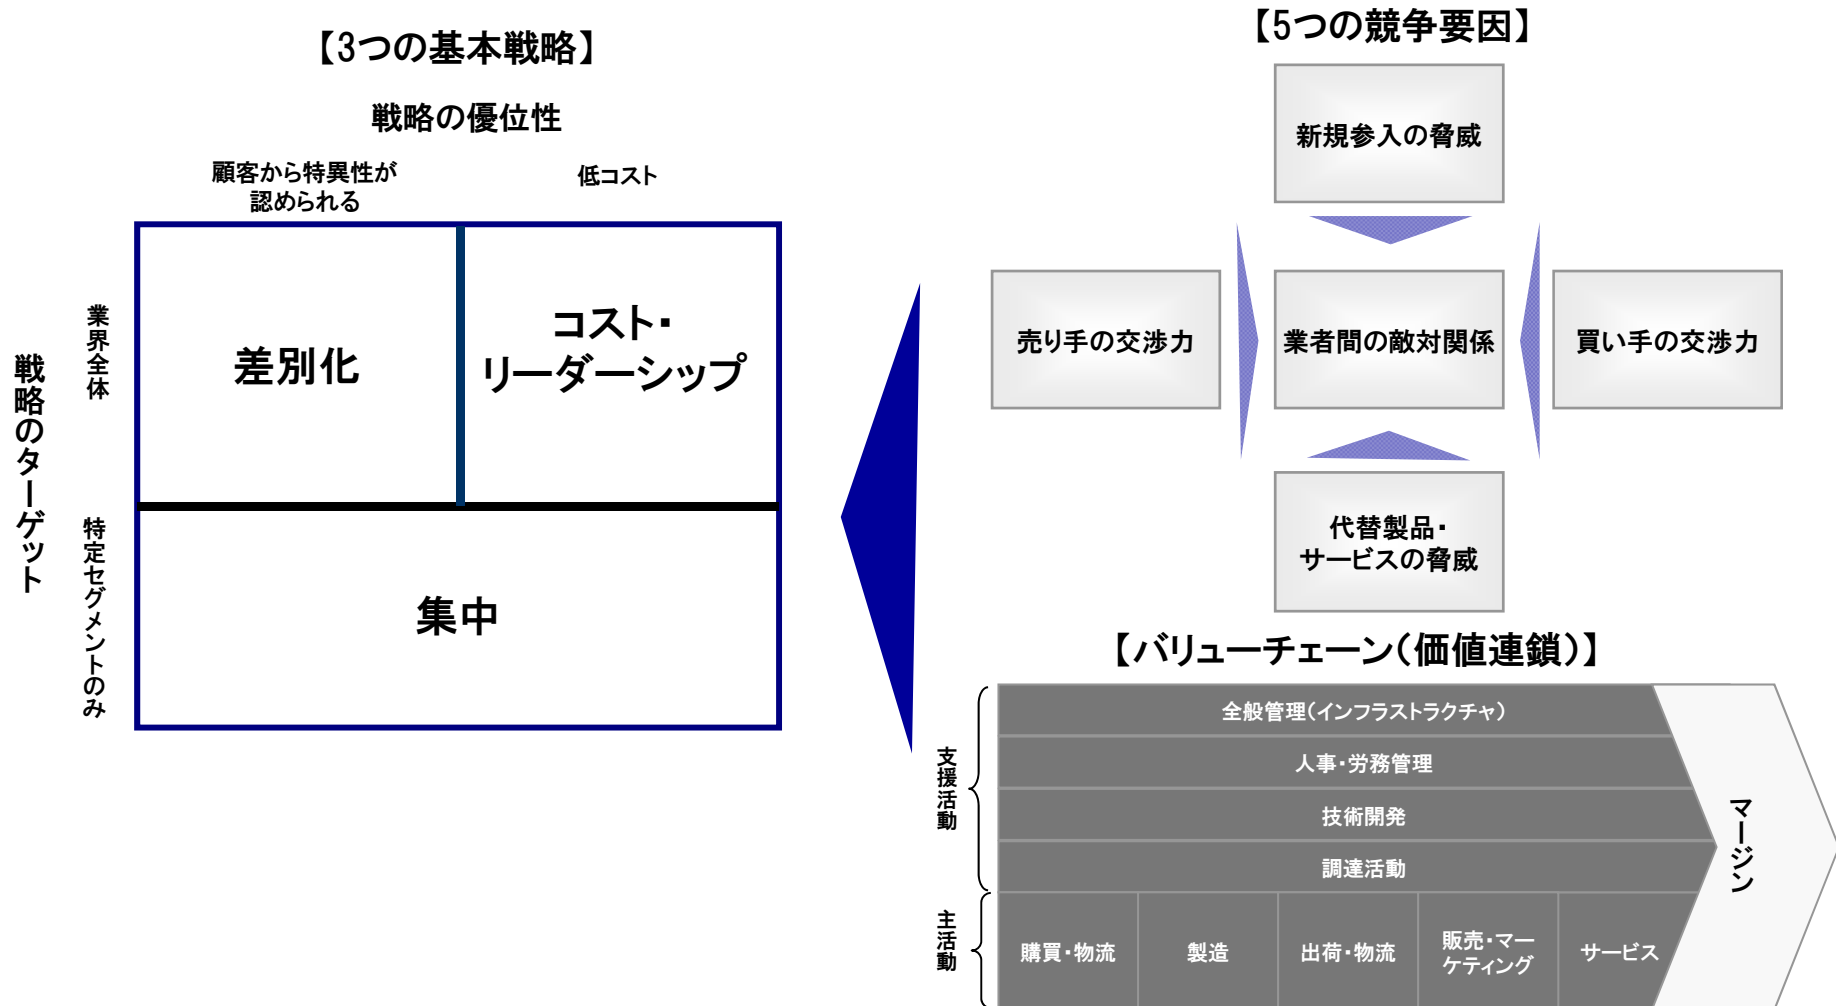 【3つの基本戦略】
戦略の優位性
顧客から特異性が
認められる
低コスト
戦略のターゲット
業界全体
特定セグメントのみ
差別化
コスト・
リーダーシップ
集中
【5つの競争要因】
新規参入の脅威
売り手の交渉力
業者間の敵対関係
買い手の交渉力
代替製品・
サービスの脅威
【バリューチェーン(価値連鎖)】
支援活動
全般管理(インフラストラクチャ)
人事・労務管理
技術開発
調達活動
主活動
購買・物流
製造
出荷・物流
販売・マー
ケティング
サービス
マージン